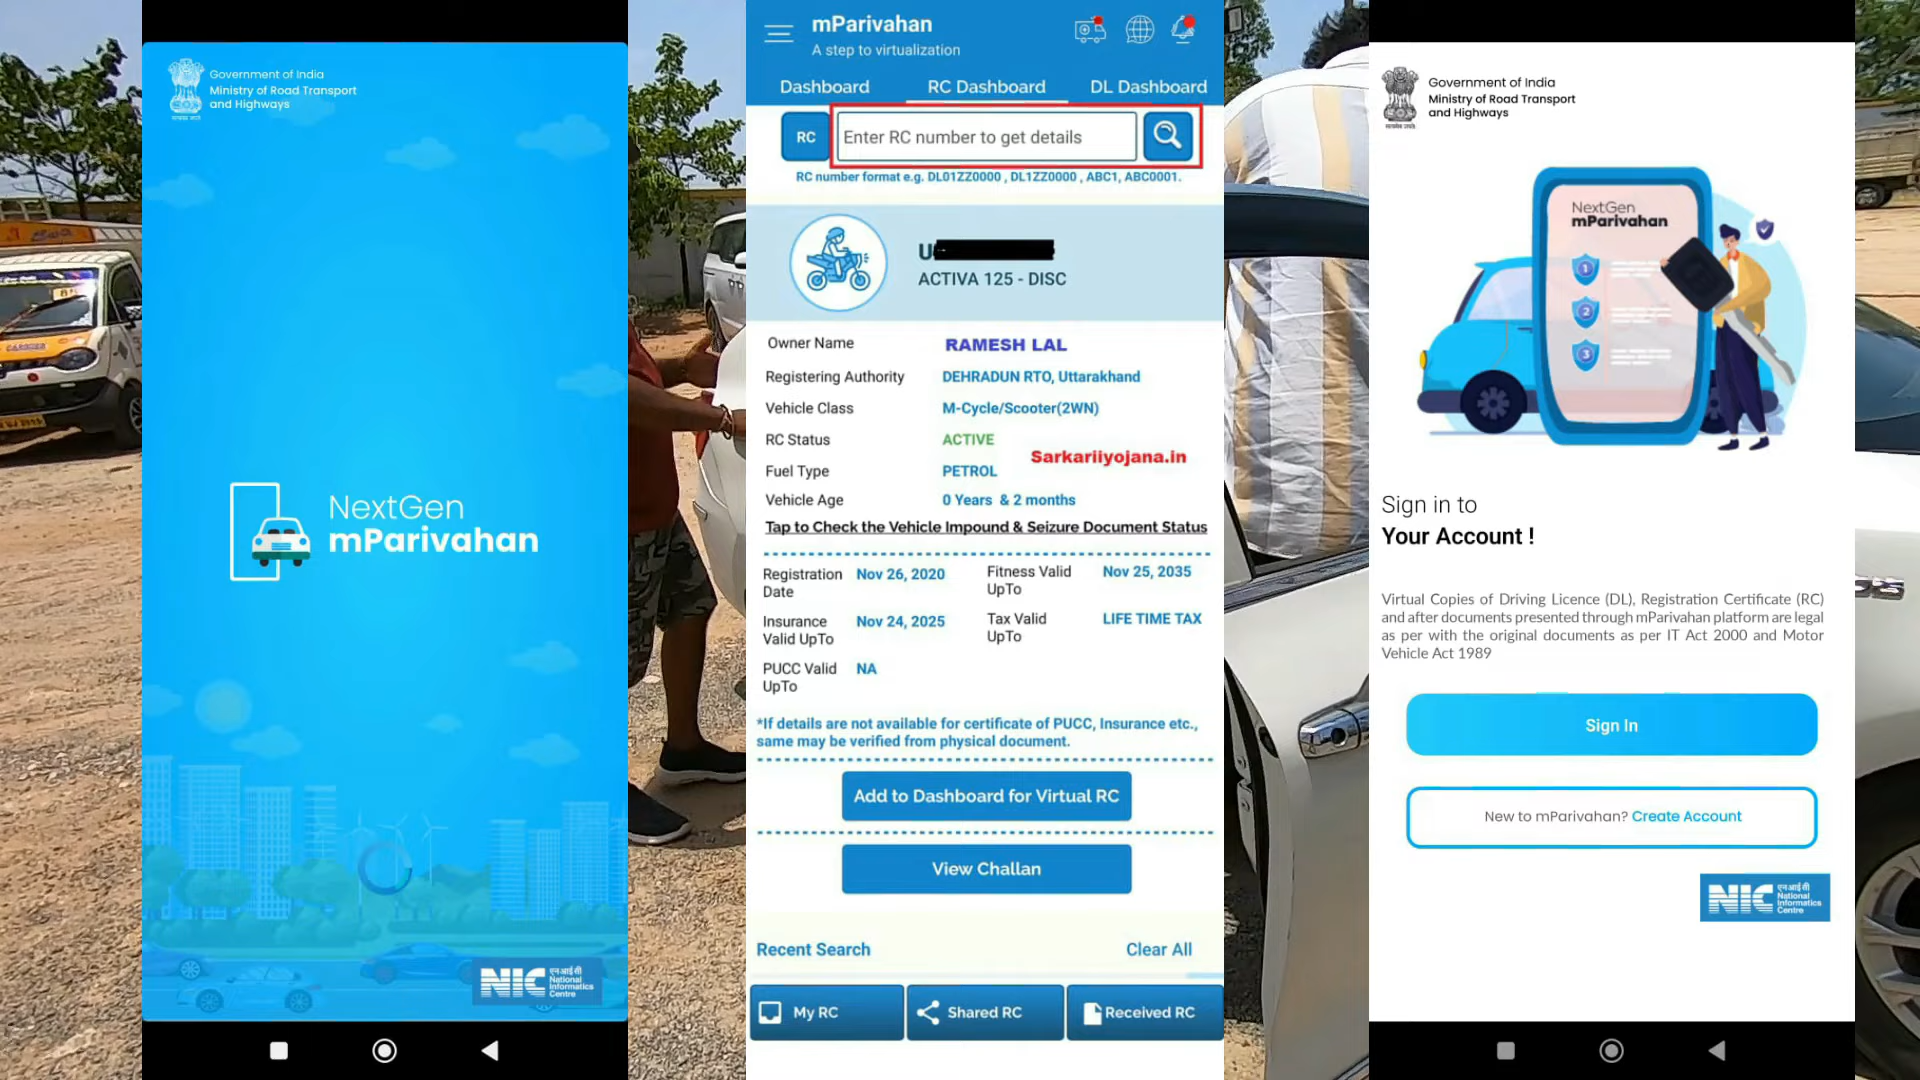 Government of India
Ministry of Road Transport
and Highways
NextGen
mParivahan
NIC
एन आई सी
National
Informatics
Centre
mParivahan
A step to virtualization
Dashboard
RC Dashboard
DL Dashboard
RC
Enter RC number to get details
RC number format e.g. DL01ZZ0000 , DL1ZZ0000 , ABC1, ABC0001.
U
ACTIVA 125 - DISC
Owner Name RAMESH LAL
Registering Authority DEHRADUN RTO, Uttarakhand
Vehicle Class M-Cycle/Scooter(2WN)
RC Status ACTIVE
Sarkariiyojana.in
Fuel Type PETROL
Vehicle Age 0 Years & 2 months
Tap to Check the Vehicle Impound & Seizure Document Status
Registration Date Nov 26, 2020
Fitness Valid UpTo Nov 25, 2035
Insurance Valid UpTo Nov 24, 2025
Tax Valid UpTo LIFE TIME TAX
PUCC Valid UpTo NA
*If details are not available for certificate of PUCC, Insurance etc.,
same may be verified from physical document.
Add to Dashboard for Virtual RC
View Challan
Recent Search
Clear All
My RC
Shared RC
Received RC
Government of India
Ministry of Road Transport
and Highways
NextGen
mParivahan
1
2
3
Sign in to
Your Account !
Virtual Copies of Driving Licence (DL), Registration Certificate (RC)
and after documents presented through mParivahan platform are legal
as per with the original documents as per IT Act 2000 and Motor
Vehicle Act 1989
Sign In
New to mParivahan? Create Account
NIC
एन आई सी
National
Informatics
Centre